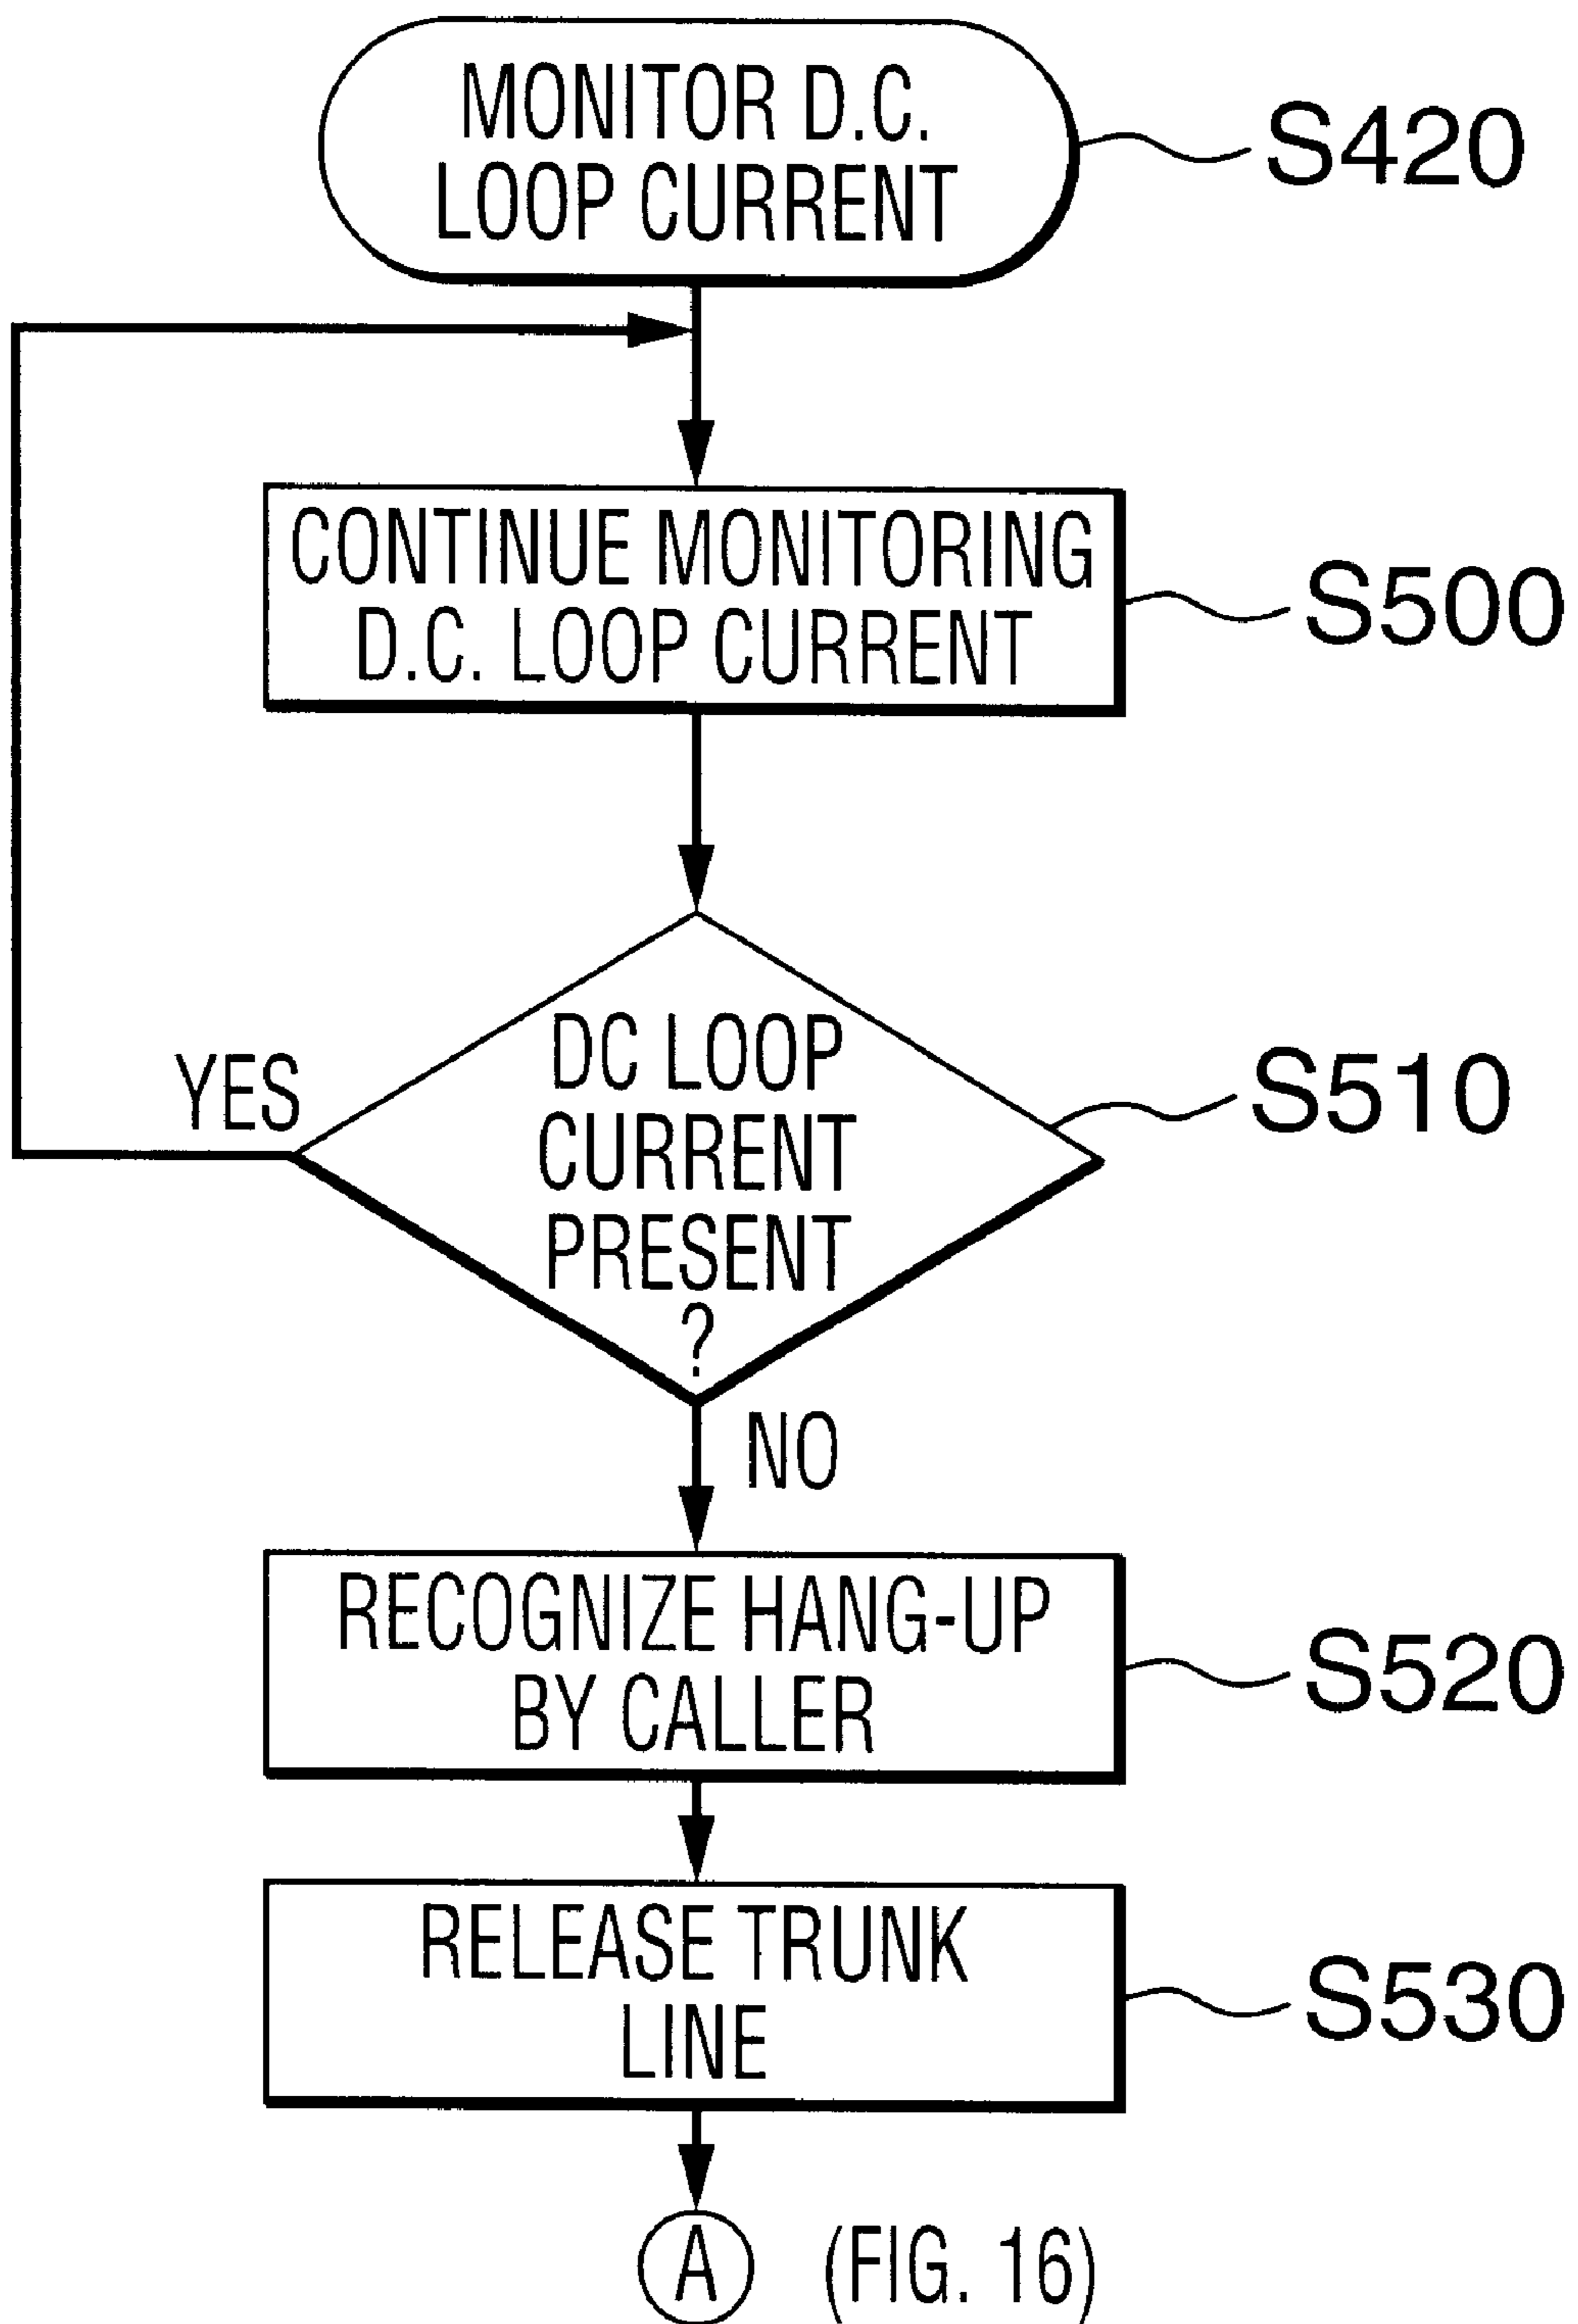 MONITOR D.C.
LOOP CURRENT
S420
CONTINUE MONITORING
D.C. LOOP CURRENT
S500
DC LOOP
CURRENT
PRESENT
?
YES
S510
NO
RECOGNIZE HANG-UP
BY CALLER
S520
RELEASE TRUNK
LINE
S530
A (FIG. 16)